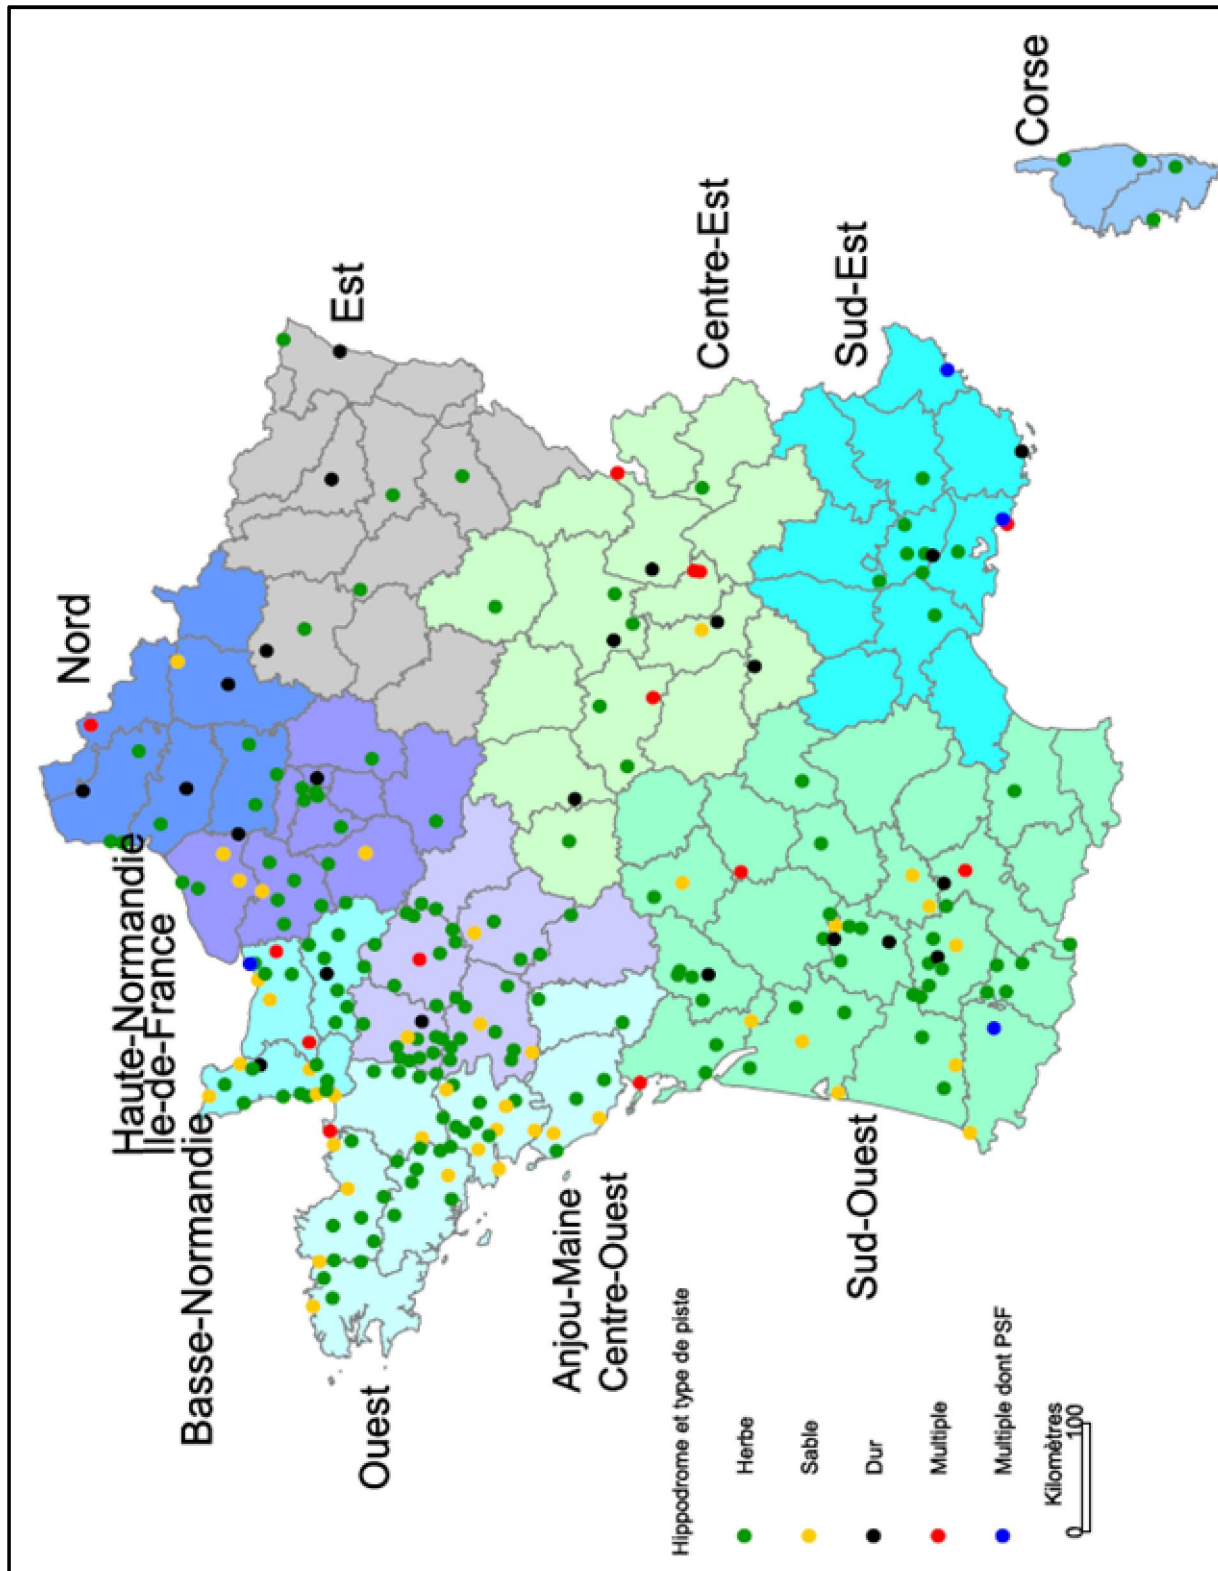 Nord
Haute-Normandie
Ile-de-France
Basse-Normandie
Est
Ouest
Anjou-Maine
Centre-Ouest
Centre-Est
Sud-Ouest
Sud-Est
Corse
Hippodrome et type de piste
Herbe
Sable
Dur
Multiple
Multiple dont PSF
Kilomètres
0 100